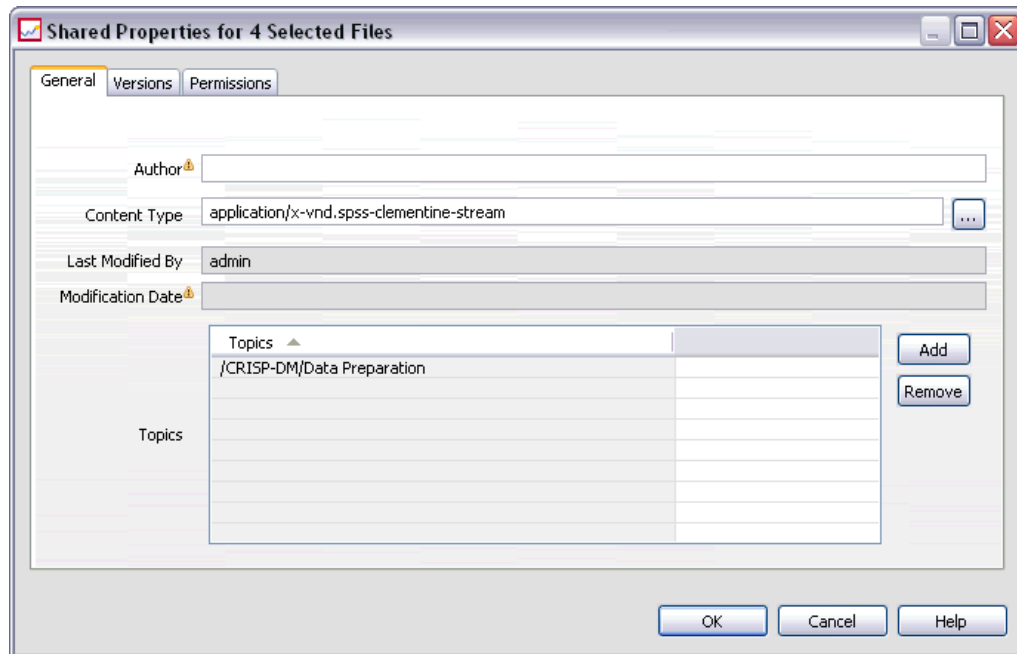 Shared Properties for 4 Selected Files
General Versions Permissions
Author
Content Type application/x-vnd.spss-clementine-stream ...
Last Modified By admin
Modification Date
Topics
/CRISP-DM/Data Preparation
Add
Remove
Topics
OK Cancel Help